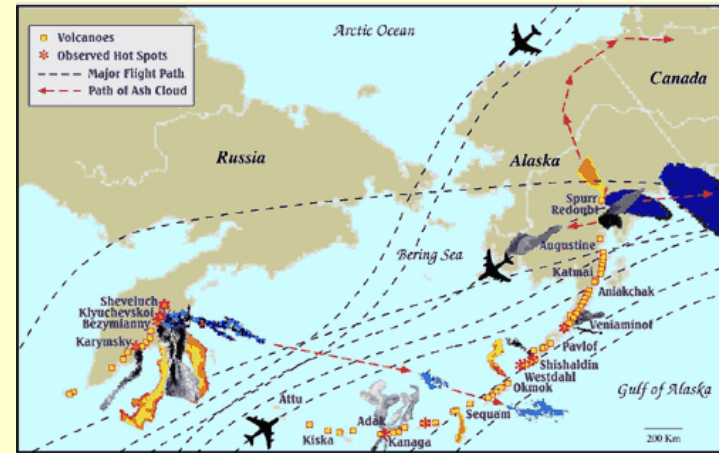 Arctic Ocean
Volcanoes
Observed Hot Spots
Major Flight Path
Path of Ash Cloud
Canada
Russia
Alaska
Spurr
Redoubt
Bering Sea
Augustine
Katmai
Sheveluch
Klyuchevskoi
Bezymianny
Aniakchak
Karymsky
Veniaminof
Pavlof
Shishaldin
Westdahl
Okmok
Gulf of Alaska
Attu
Sequam
Adak
Kiska
Kanaga
200 Km